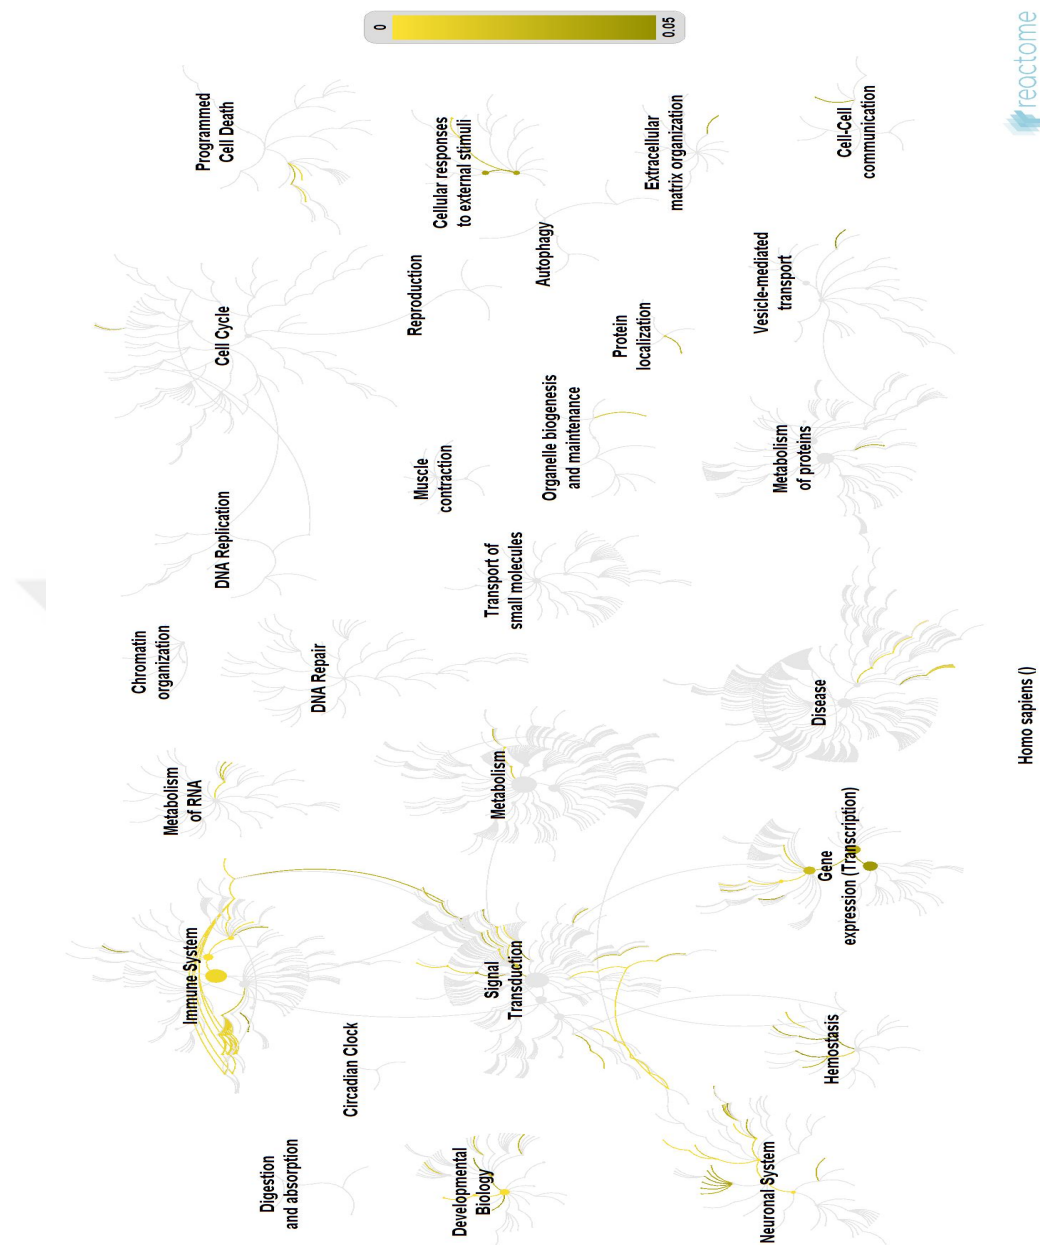 0
0.05
reactome
Programmed
Cell Death
Cellular responses
to external stimuli
Extracellular
matrix organization
Cell-Cell
communication
Cell Cycle
Reproduction
Autophagy
Vesicle-mediated
transport
Protein
localization
Organelle biogenesis
and maintenance
Muscle
contraction
Metabolism
of proteins
DNA Replication
Transport of
small molecules
Chromatin
organization
DNA Repair
Disease
Homo sapiens ()
Metabolism
of RNA
Metabolism
Gene
expression (Transcription)
Immune System
Signal
Transduction
Hemostasis
Circadian Clock
Digestion
and absorption
Developmental
Biology
Neuronal System